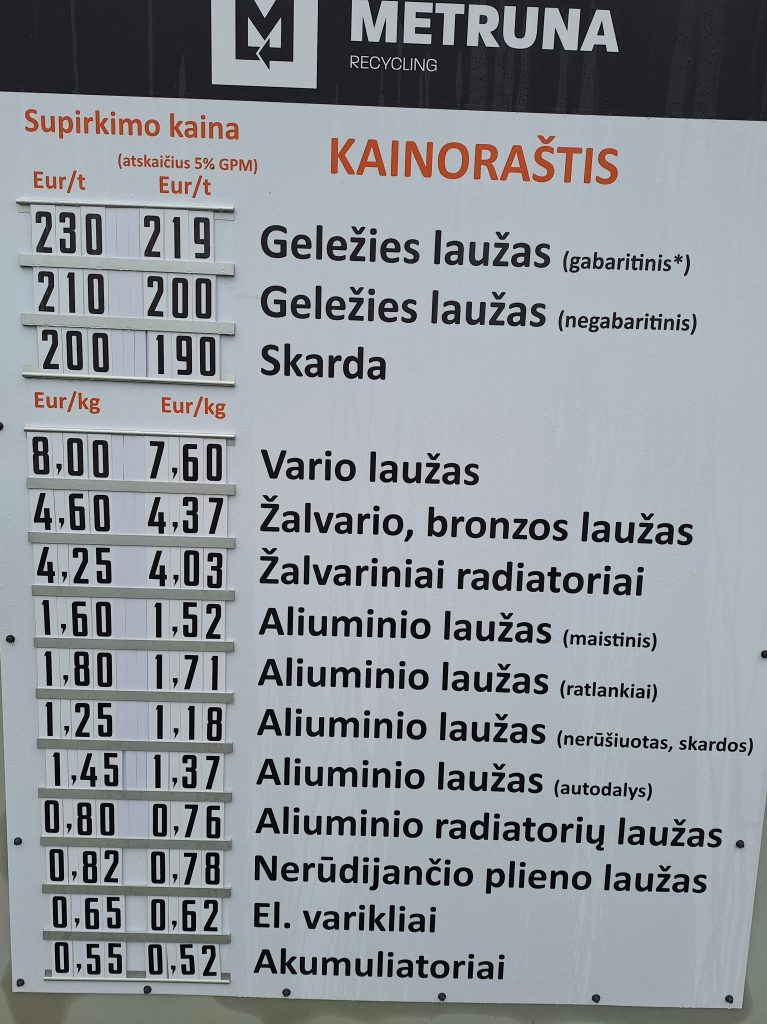 METRUNA
RECYCLING
Supirkimo kaina
(atskaičius 5% GPM)
Eur/t Eur/t
KAINORAŠTIS
230 219 Geležies laužas (gabaritinis*)
210 200 Geležies laužas (negabaritinis)
200 190 Skarda
Eur/kg Eur/kg
8,00 7,60 Vario laužas
4,60 4,37 Žalvario, bronzos laužas
4,25 4,03 Žalvariniai radiatoriai
1,60 1,52 Aliuminio laužas (maistinis)
1,80 1,71 Aliuminio laužas (ratlankiai)
1,25 1,18 Aliuminio laužas (nerūšiuotas, skardos)
1,45 1,37 Aliuminio laužas (autodalys)
0,80 0,76 Aliuminio radiatorių laužas
0,82 0,78 Nerūdijančio plieno laužas
0,65 0,62 El. varikliai
0,55 0,52 Akumuliatoriai